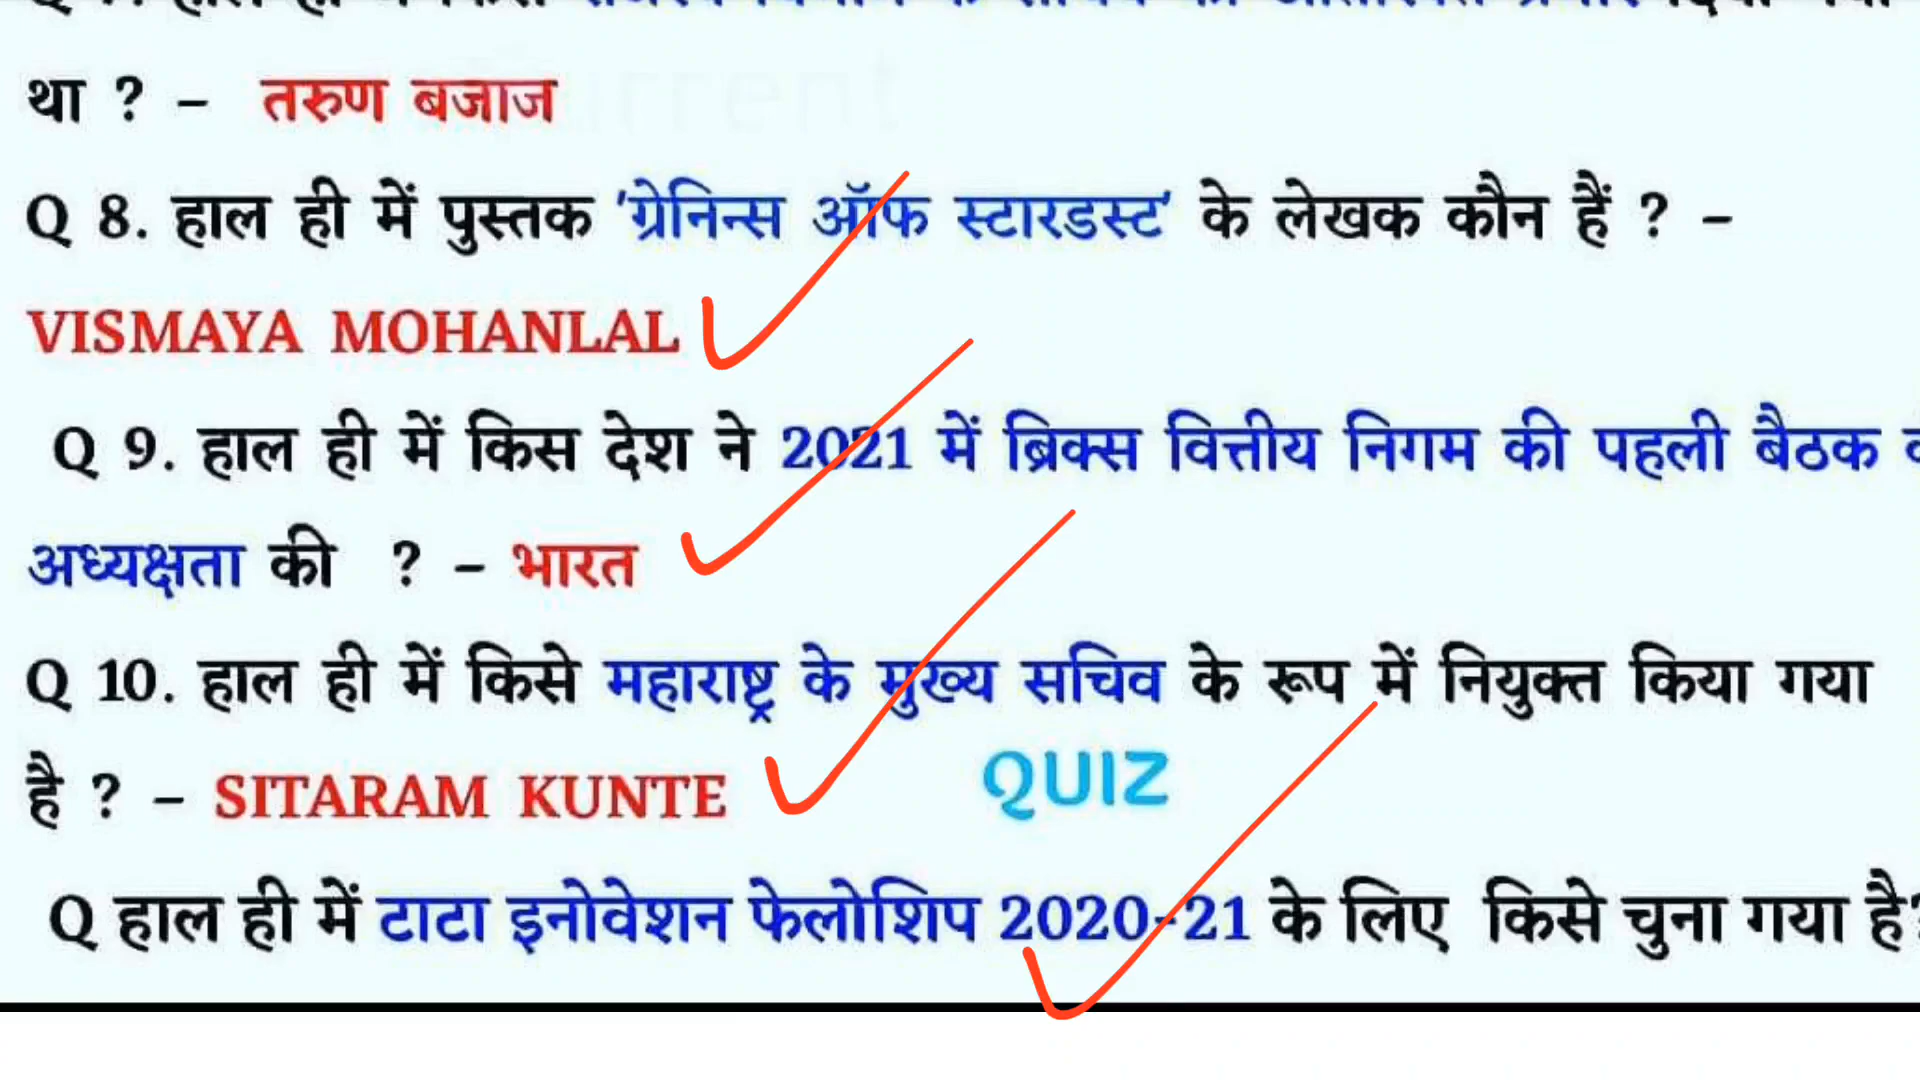 था ? – तरुण बजाज
Q 8. हाल ही में पुस्तक 'ग्रेनिन्स ऑफ स्टारडस्ट' के लेखक कौन हैं ? –
VISMAYA MOHANLAL
Q 9. हाल ही में किस देश ने 2021 में ब्रिक्स वित्तीय निगम की पहली बैठक
अध्यक्षता की ? – भारत
Q 10. हाल ही में किसे महाराष्ट्र के मुख्य सचिव के रूप में नियुक्त किया गया
है ? – SITARAM KUNTE
QUIZ
Q हाल ही में टाटा इनोवेशन फेलोशिप 2020-21 के लिए किसे चुना गया है?